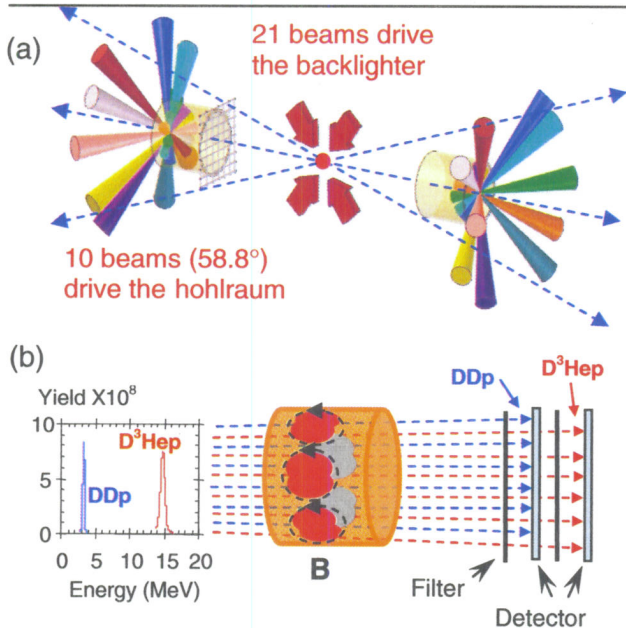 (a)
21 beams drive
the backlighter
10 beams (58.8°)
drive the hohlraum
(b)
Yield X10⁸
10
5
0
DDp
D³Hep
0 5 10 15 20
Energy (MeV)
B
DDp
D³Hep
Filter
Detector